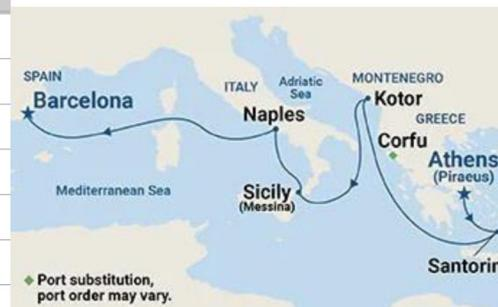 SPAIN
Barcelona
ITALY
Adriatic
Sea
MONTENEGRO
Kotor
Naples
GREECE
Corfu
Athens
(Piraeus)
Mediterranean Sea
Sicily
(Messina)
Santorin
Port substitution,
port order may vary.